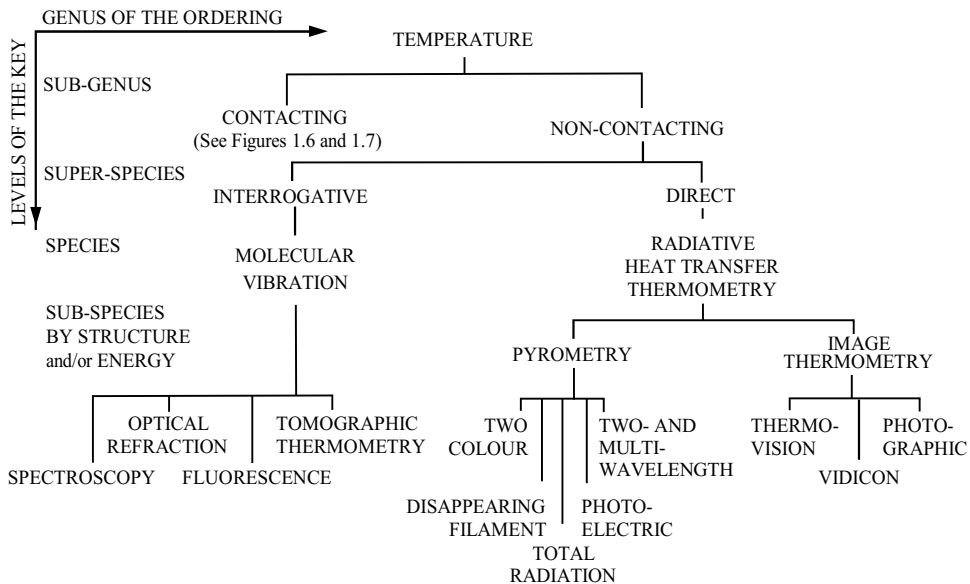 GENUS OF THE ORDERING
LEVELS OF THE KEY
TEMPERATURE
SUB-GENUS
CONTACTING
(See Figures 1.6 and 1.7)
NON-CONTACTING
SUPER-SPECIES
INTERROGATIVE
DIRECT
SPECIES
MOLECULAR
VIBRATION
RADIATIVE
HEAT TRANSFER
THERMOMETRY
SUB-SPECIES
BY STRUCTURE
and/or ENERGY
PYROMETRY
IMAGE
THERMOMETRY
SPECTROSCOPY
OPTICAL
REFRACTION
FLUORESCENCE
TOMOGRAPHIC
THERMOMETRY
TWO
COLOUR
DISAPPEARING
FILAMENT
TOTAL
RADIATION
PHOTO-
ELECTRIC
TWO- AND
MULTI-
WAVELENGTH
THERMO-
VISION
VIDICON
PHOTO-
GRAPHIC